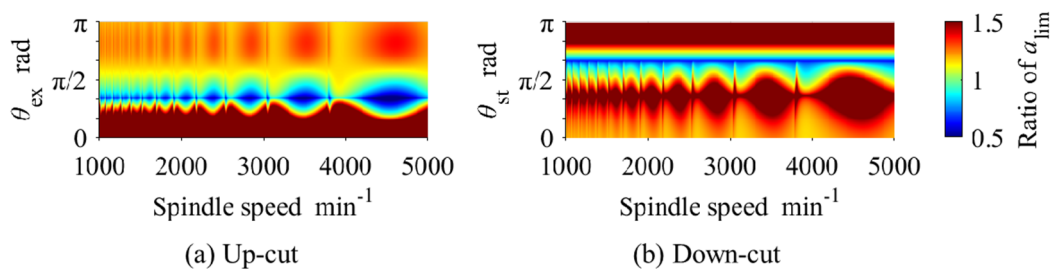 π
π/2
0
θex rad
1000 2000 3000 4000 5000
Spindle speed min-1
(a) Up-cut
π
π/2
0
θst rad
1000 2000 3000 4000 5000
Spindle speed min-1
(b) Down-cut
1.5
1
0.5
Ratio of alim